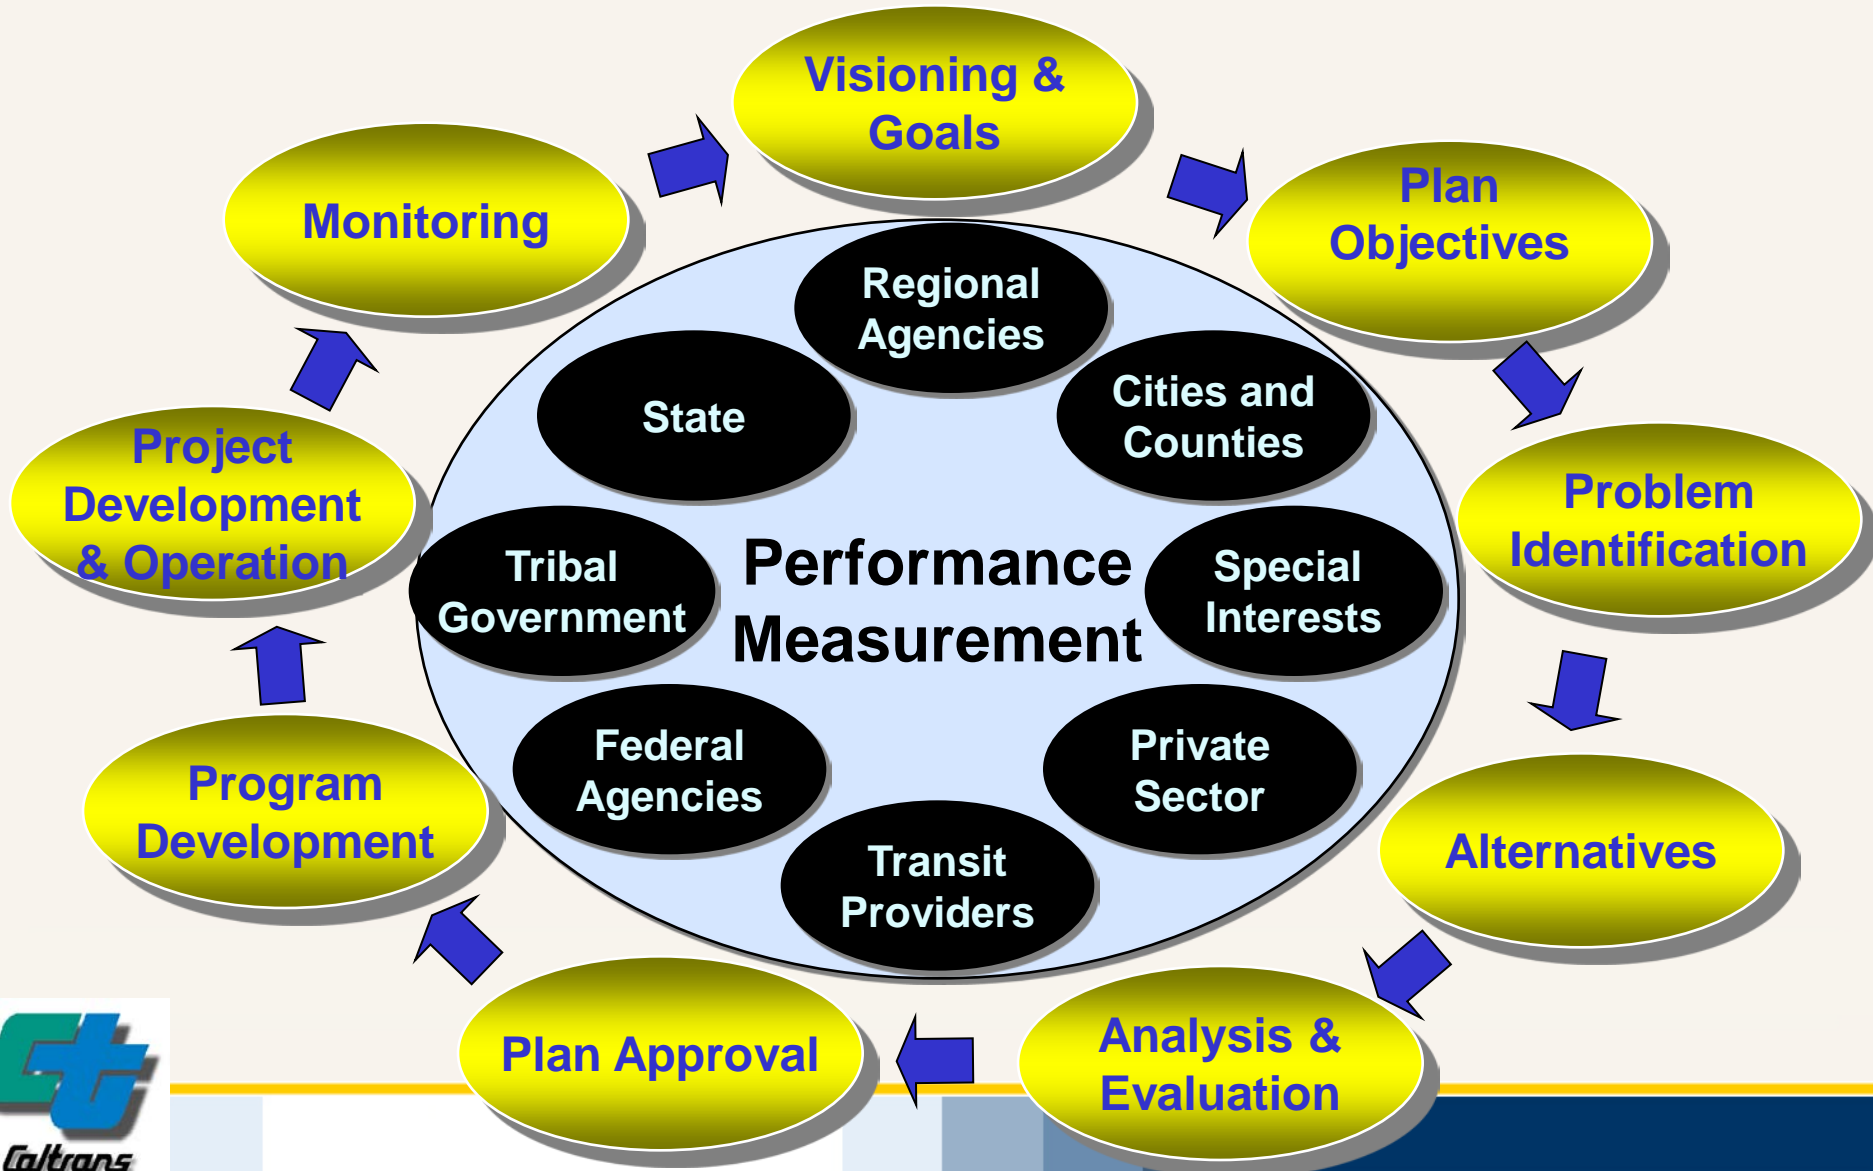 Visioning &
Goals
Plan
Objectives
Problem
Identification
Alternatives
Analysis &
Evaluation
Plan Approval
Program
Development
Project
Development
& Operation
Monitoring
Regional
Agencies
Cities and
Counties
Special
Interests
Private
Sector
Transit
Providers
Federal
Agencies
Tribal
Government
State
Performance
Measurement
Caltrans